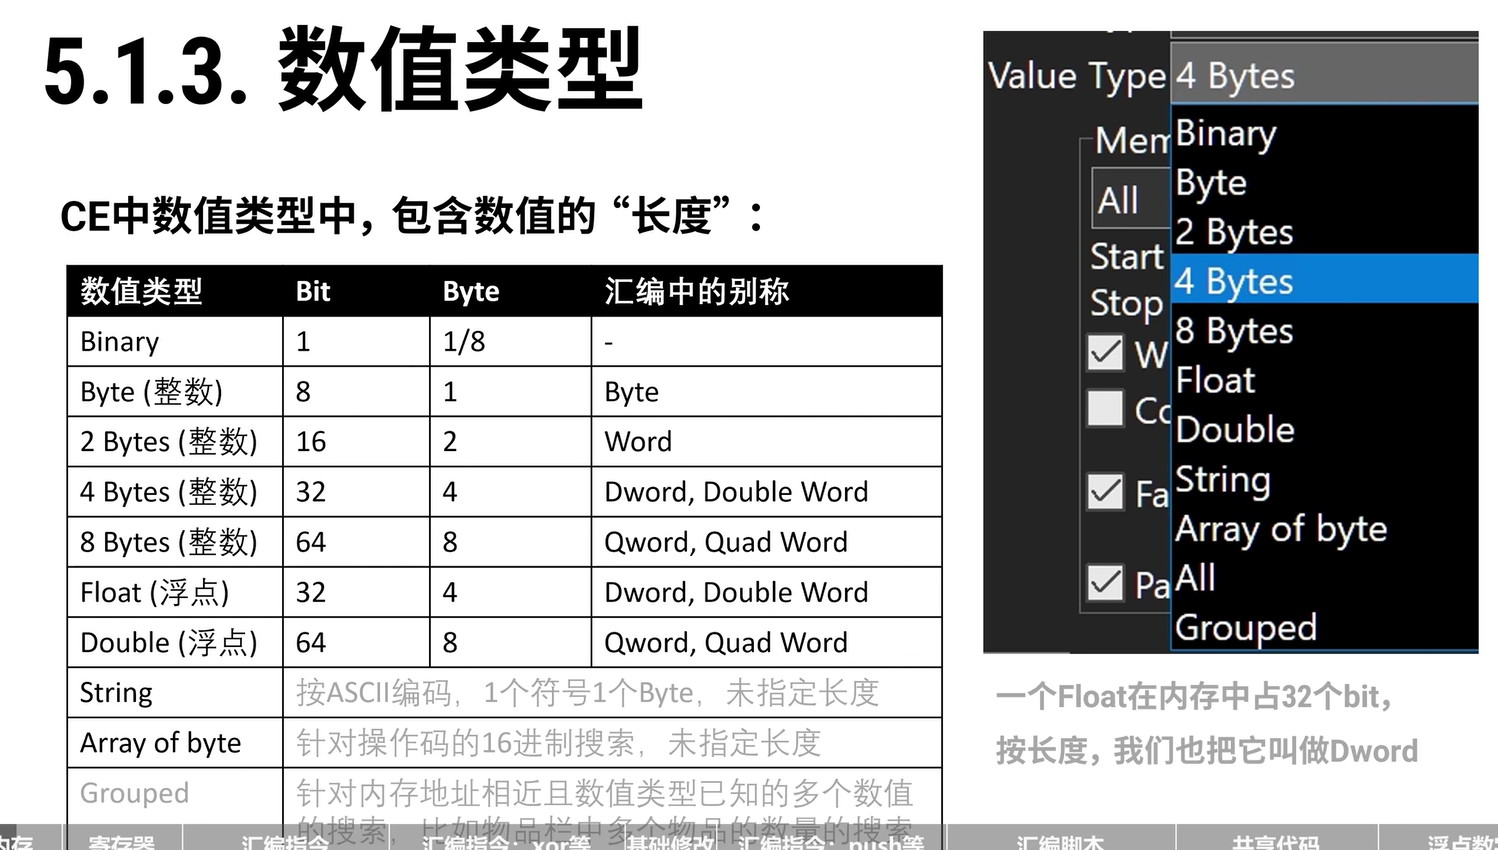 5.1.3. 数值类型
CE中数值类型中，包含数值的“长度”：
数值类型 Bit Byte 汇编中的别称
Binary 1 1/8 -
Byte (整数) 8 1 Byte
2 Bytes (整数) 16 2 Word
4 Bytes (整数) 32 4 Dword, Double Word
8 Bytes (整数) 64 8 Qword, Quad Word
Float (浮点) 32 4 Dword, Double Word
Double (浮点) 64 8 Qword, Quad Word
String 按ASCII编码，1个符号1个Byte，未指定长度
Array of byte 针对操作码的16进制搜索，未指定长度
Grouped 针对内存地址相近且数值类型已知的多个数值
的搜索，比如物品栏中多个物品的数量的搜索
Value Type 4 Bytes
Binary
Mem
Byte
All
2 Bytes
Start
4 Bytes
Stop
8 Bytes
W
Float
Co
Double
String
Fa
Array of byte
All
Pa
Grouped
一个Float在内存中占32个bit，
按长度，我们也把它叫做Dword
内存 寄存器 汇编指令 汇编指令：xor等 基础修改 汇编指令：push等 汇编脚本 共享代码 浮点数